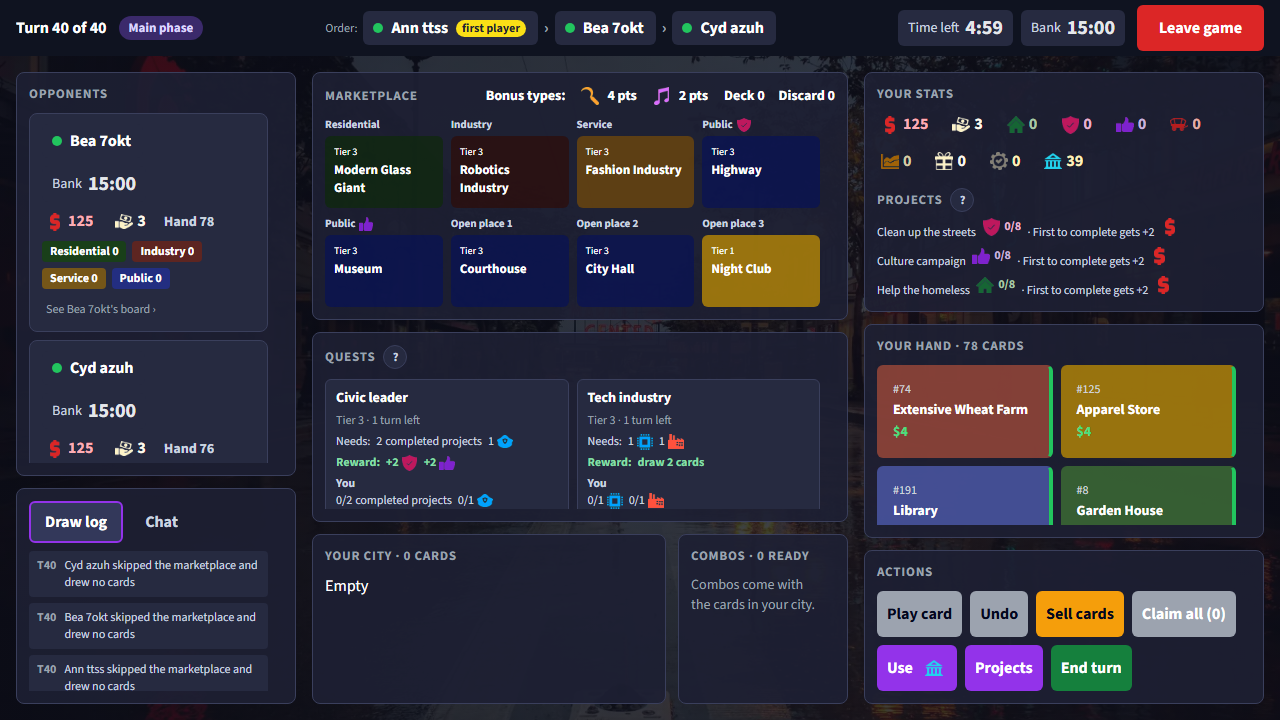 Turn 40 of 40
Main phase
Order:
Ann ttss
first player
›
Bea 7okt
›
Cyd azuh
Time left 4:59
Bank 15:00
Leave game
OPPONENTS
Bea 7okt
Bank 15:00
125
3
Hand 78
Residential 0
Industry 0
Service 0
Public 0
See Bea 7okt's board ›
Cyd azuh
Bank 15:00
125
3
Hand 76
Draw log
Chat
T40 Cyd azuh skipped the marketplace and
drew no cards
T40 Bea 7okt skipped the marketplace and
drew no cards
T40 Ann ttss skipped the marketplace and
drew no cards
MARKETPLACE
Bonus types: 4 pts 2 pts Deck 0 Discard 0
Residential
Tier 3
Modern Glass
Giant
Industry
Tier 3
Robotics
Industry
Service
Tier 3
Fashion Industry
Public
Tier 3
Highway
Public
Tier 3
Museum
Open place 1
Tier 3
Courthouse
Open place 2
Tier 3
City Hall
Open place 3
Tier 1
Night Club
QUESTS ?
Civic leader
Tier 3 · 1 turn left
Needs: 2 completed projects 1
Reward: +2 +2
You
0/2 completed projects 0/1
Tech industry
Tier 3 · 1 turn left
Needs: 1 1
Reward: draw 2 cards
You
0/1 0/1
YOUR CITY · 0 CARDS
Empty
COMBOS · 0 READY
Combos come with
the cards in your city.
YOUR STATS
125 3 0 0 0 0
0 0 0 39
PROJECTS ?
Clean up the streets 0/8 · First to complete gets +2
Culture campaign 0/8 · First to complete gets +2
Help the homeless 0/8 · First to complete gets +2
YOUR HAND · 78 CARDS
#74
Extensive Wheat Farm
$4
#125
Apparel Store
$4
#191
Library
#8
Garden House
ACTIONS
Play card
Undo
Sell cards
Claim all (0)
Use
Projects
End turn